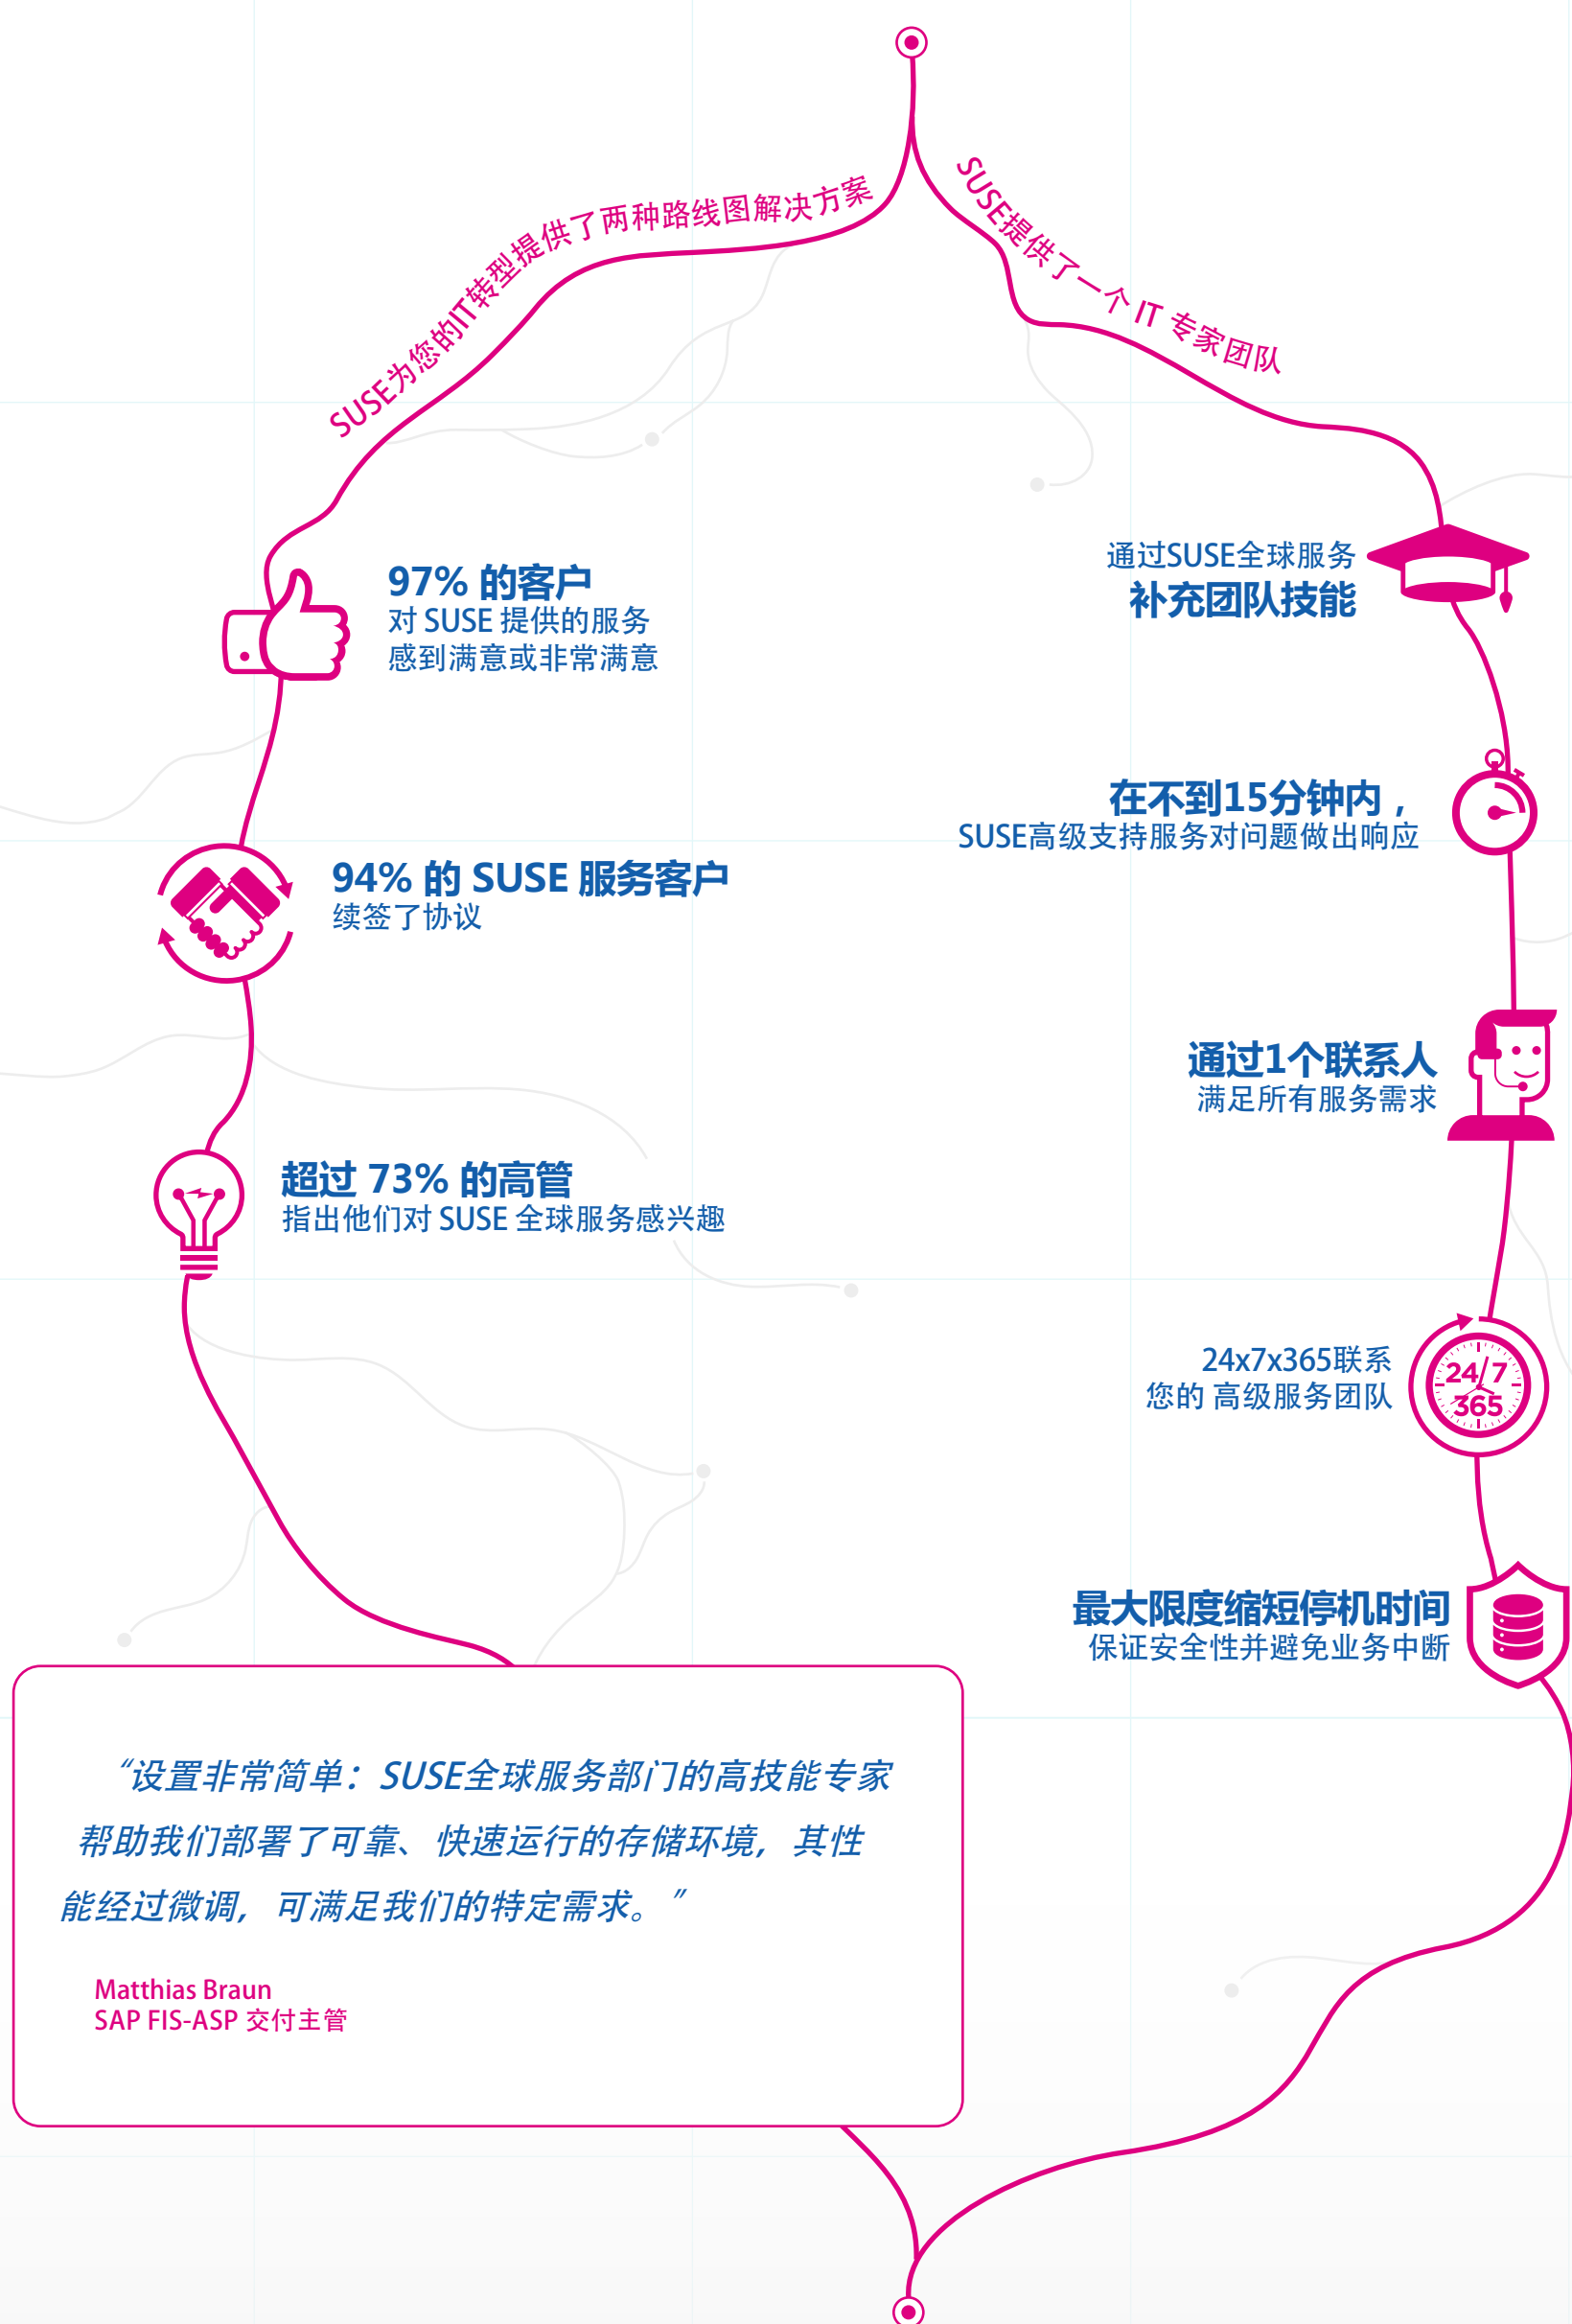 SUSE为您的IT转型提供了两种路线图解决方案
SUSE提供了一个 IT 专家团队
97% 的客户
对 SUSE 提供的服务
感到满意或非常满意
94% 的 SUSE 服务客户
续签了协议
超过 73% 的高管
指出他们对 SUSE 全球服务感兴趣
通过SUSE全球服务
补充团队技能
在不到15分钟内，
SUSE高级支持服务对问题做出响应
通过1个联系人
满足所有服务需求
24x7x365联系
您的 高级服务团队
24/7
365
最大限度缩短停机时间
保证安全性并避免业务中断
“设置非常简单：SUSE全球服务部门的高技能专家
帮助我们部署了可靠、快速运行的存储环境，其性
能经过微调，可满足我们的特定需求。”
Matthias Braun
SAP FIS-ASP 交付主管